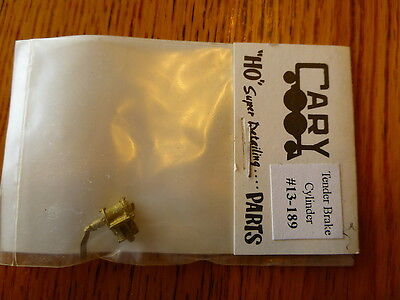 CARY
"HO" Super Detailing.... PARTS
Tender Brake
Cylinder
#13-189